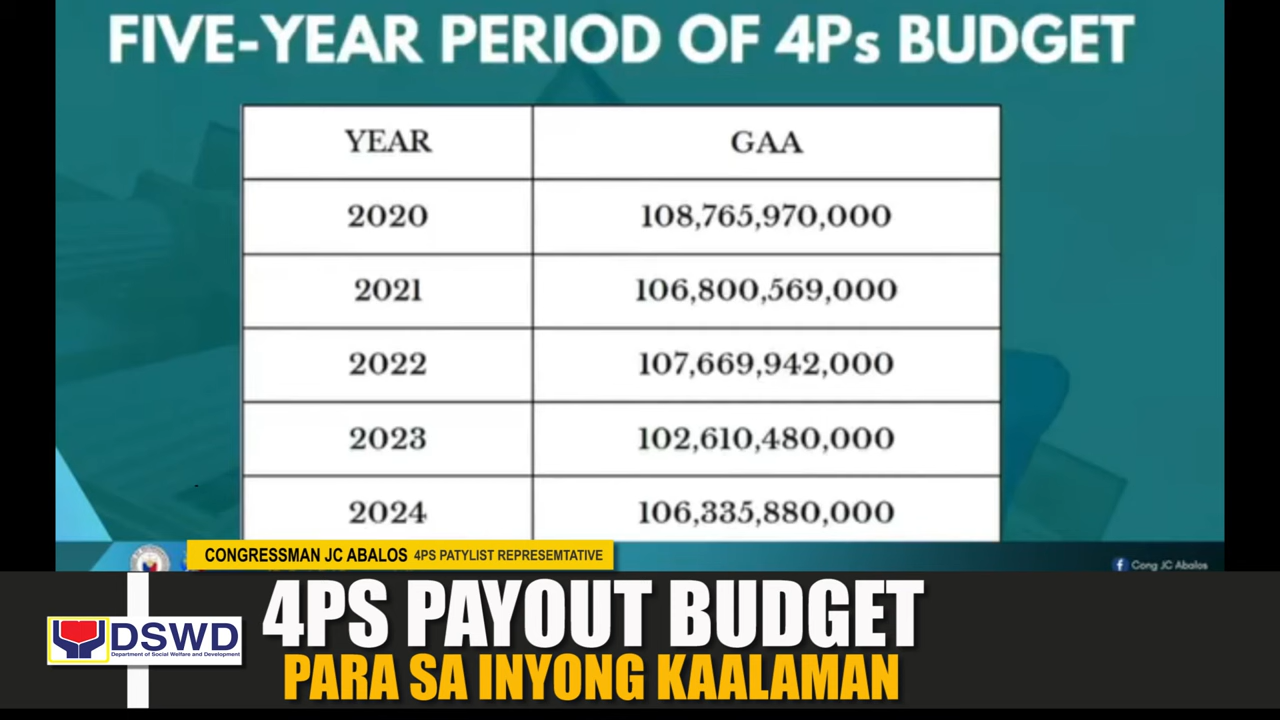 FIVE-YEAR PERIOD OF 4Ps BUDGET
YEAR GAA
2020 108,765,970,000
2021 106,800,569,000
2022 107,669,942,000
2023 102,610,480,000
2024 106,335,880,000
CONGRESSMAN JC ABALOS 4PS PATYLIST REPRESEMTATIVE
f Cong JC Abalos
4PS PAYOUT BUDGET
DSWD
Department of Social Welfare and Development
PARA SA INYONG KAALAMAN